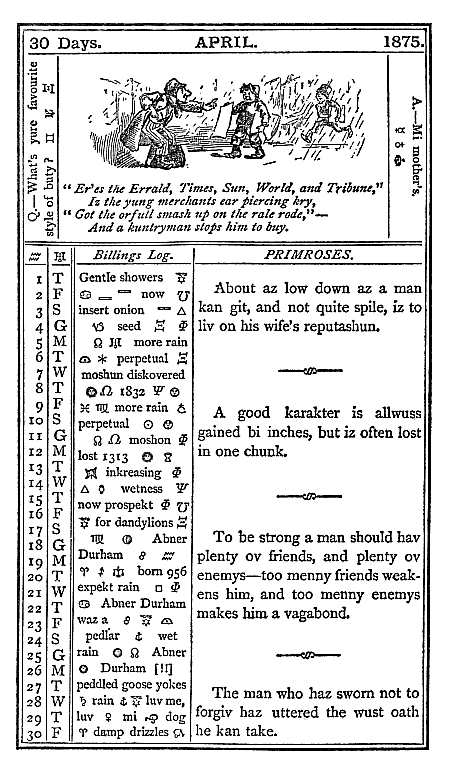 30 Days. APRIL. 1875.
Q.—What's yure favourite
style of buty?
A.—Mi mother's.
"Er'es the Errald, Times, Sun, World, and Tribune,"
Iz the yung merchants ear piercing kry,
"Got the orfull smash up on the rale rode,"—
And a kuntryman stops him to buy.
Billings Log.
1 T Gentle showers
2 F now
3 S insert onion
4 G seed
5 M more rain
6 T perpetual
7 W moshun diskovered
8 T 1832
9 F more rain
10 S perpetual
11 G moshon
12 M lost 1313
13 T inkreasing
14 W wetness
15 T now prospekt
16 F for dandylions
17 S Abner
18 G Durham
19 M born 956
20 T expekt rain
21 W Abner Durham
22 T waz a
23 F pedlar wet
24 S rain Abner
25 G Durham [!!]
26 M peddled goose yokes
27 T rain luv me,
28 W luv mi dog
29 T damp drizzles
30 F
PRIMROSES.
About az low down az a man
kan git, and not quite spile, iz to
liv on his wife's reputashun.
A good karakter is allwuss
gained bi inches, but iz often lost
in one chunk.
To be strong a man should hav
plenty ov friends, and plenty ov
enemys—too menny friends weak-
ens him, and too menny enemys
makes him a vagabond.
The man who haz sworn not to
forgiv haz uttered the wust oath
he kan take.